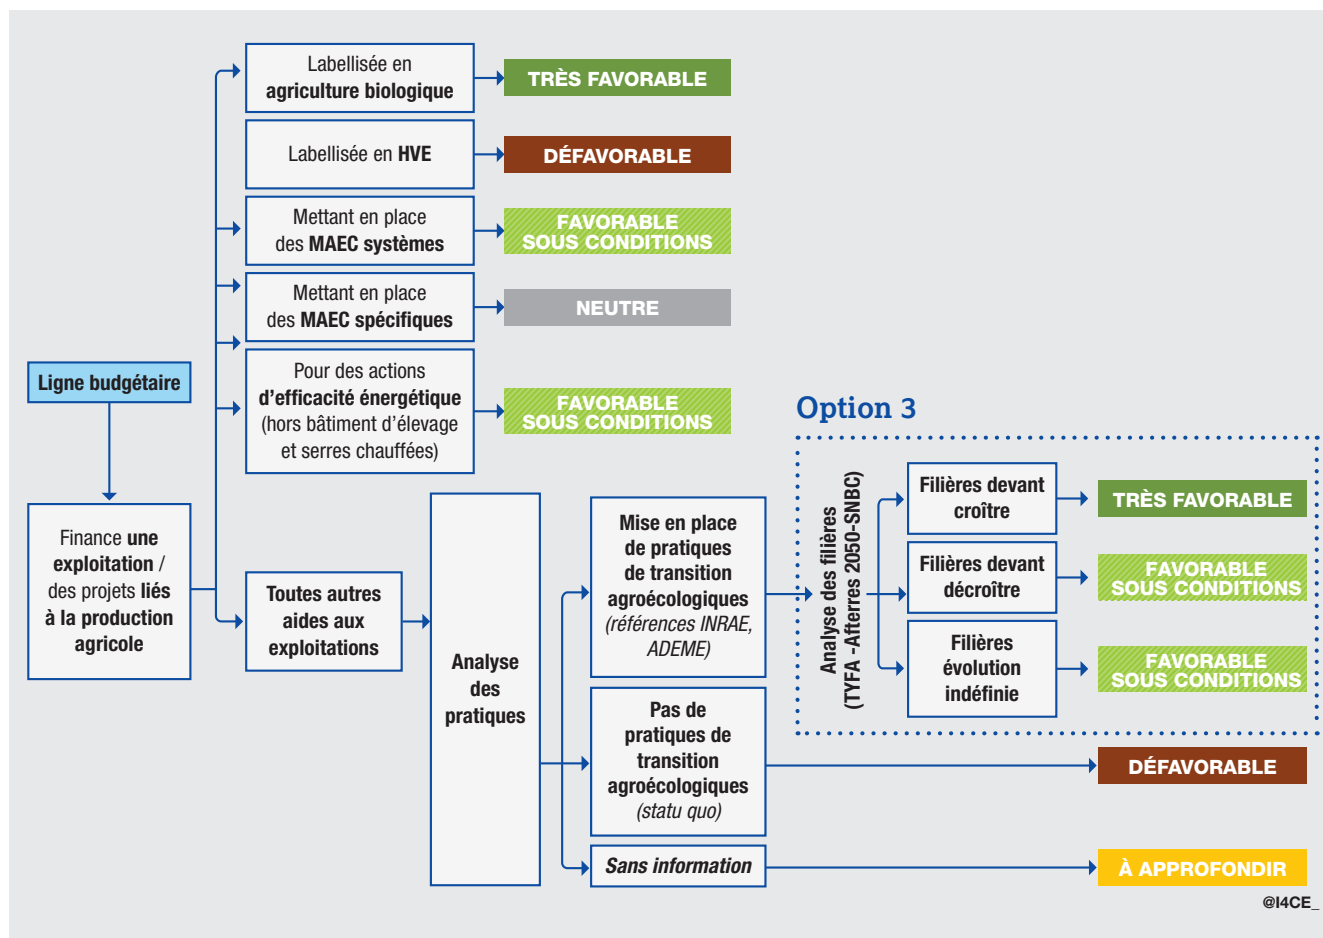 Labellisée en
agriculture biologique
TRÈS FAVORABLE
Labellisée en HVE
DÉFAVORABLE
Mettant en place
des MAEC systèmes
FAVORABLE
SOUS CONDITIONS
Mettant en place
des MAEC spécifiques
NEUTRE
Pour des actions
d'efficacité énergétique
(hors bâtiment d'élevage
et serres chauffées)
FAVORABLE
SOUS CONDITIONS
Ligne budgétaire
Finance une
exploitation /
des projets liés
à la production
agricole
Toutes autres
aides aux
exploitations
Analyse
des
pratiques
Mise en place
de pratiques
de transition
agroécologiques
(références INRAE,
ADEME)
Pas de
pratiques de
transition
agroécologiques
(statu quo)
Sans information
Option 3
Analyse des filières
(TYFA -Afterres 2050-SNBC)
Filières devant
croître
TRÈS FAVORABLE
Filières devant
décroître
FAVORABLE
SOUS CONDITIONS
Filières
évolution
indéfinie
FAVORABLE
SOUS CONDITIONS
DÉFAVORABLE
À APPROFONDIR
@I4CE_